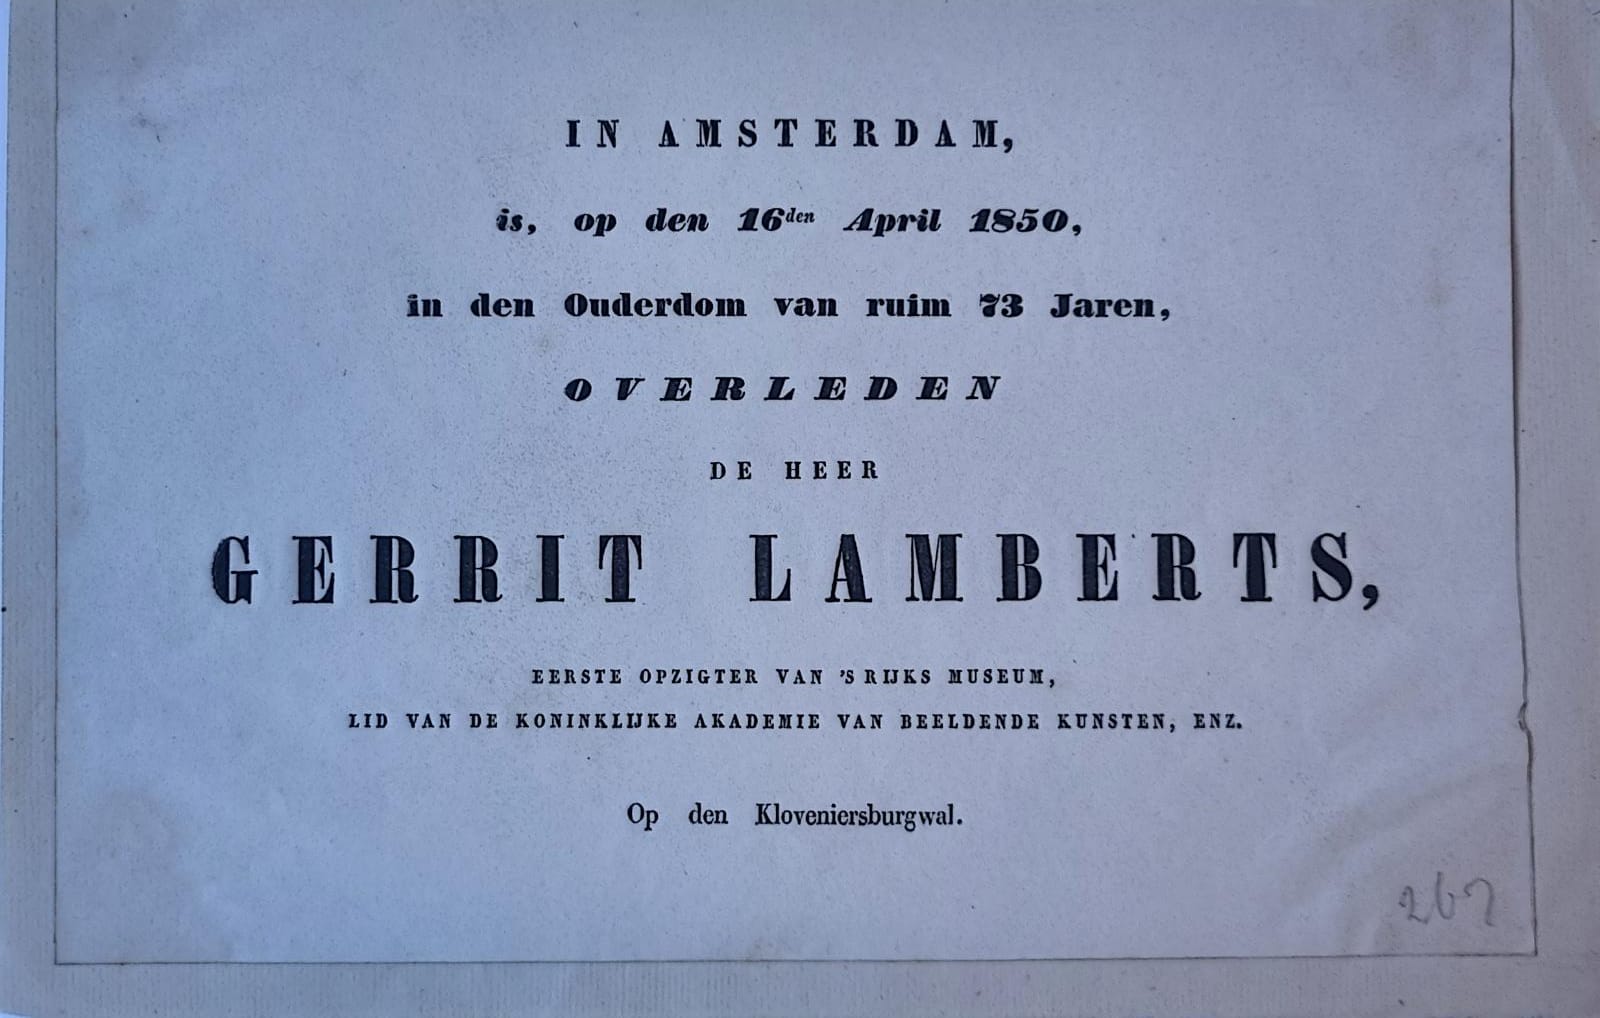 IN AMSTERDAM,
is, op den 16den April 1850,
in den Ouderdom van ruim 73 Jaren,
OVERLEDEN
DE HEER
GERRIT LAMBERTS,
EERSTE OPZIGTER VAN 'S RIJKS MUSEUM,
LID VAN DE KONINKLIJKE AKADEMIE VAN BEELDENDE KUNSTEN, ENZ.
Op den Kloveniersburgwal.
267